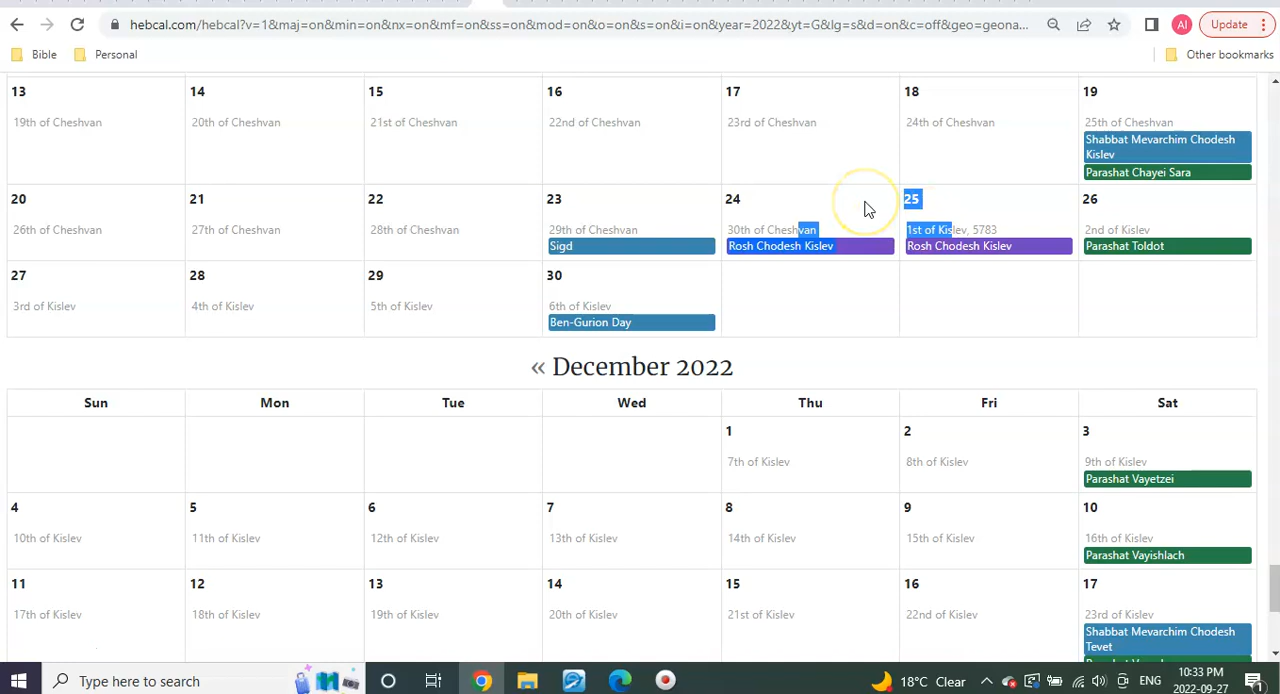 hebcal.com/hebcal?v=1&maj=on&min=on&nx=on&mf=on&ss=on&mod=on&o=on&s=on&i=on&year=2022&yt=G&lg=s&d=on&c=off&geo=geona...
AI
Update
Bible
Personal
Other bookmarks
13 14 15 16 17 18 19
19th of Cheshvan 20th of Cheshvan 21st of Cheshvan 22nd of Cheshvan 23rd of Cheshvan 24th of Cheshvan 25th of Cheshvan
Shabbat Mevarchim Chodesh
Kislev
Parashat Chayei Sara
20 21 22 23 24 25 26
26th of Cheshvan 27th of Cheshvan 28th of Cheshvan 29th of Cheshvan 30th of Cheshvan 1st of Kislev, 5783 2nd of Kislev
Sigd Rosh Chodesh Kislev Rosh Chodesh Kislev Parashat Toldot
27 28 29 30
3rd of Kislev 4th of Kislev 5th of Kislev 6th of Kislev
Ben-Gurion Day
« December 2022
Sun Mon Tue Wed Thu Fri Sat
1 2 3
7th of Kislev 8th of Kislev 9th of Kislev
Parashat Vayetzei
4 5 6 7 8 9 10
10th of Kislev 11th of Kislev 12th of Kislev 13th of Kislev 14th of Kislev 15th of Kislev 16th of Kislev
Parashat Vayishlach
11 12 13 14 15 16 17
17th of Kislev 18th of Kislev 19th of Kislev 20th of Kislev 21st of Kislev 22nd of Kislev 23rd of Kislev
Shabbat Mevarchim Chodesh
Tevet
Type here to search
18°C Clear
ENG
10:33 PM
2022-09-27